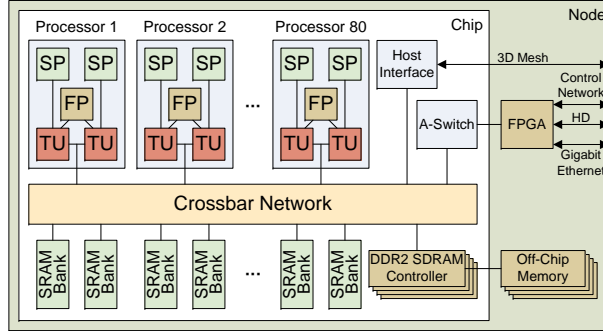 Processor 1
Processor 2
Processor 80
Chip
Node
SP
SP
SP
SP
SP
SP
Host
Interface
3D Mesh
FP
FP
...
FP
Control
Network
A-Switch
FPGA
HD
TU
TU
TU
TU
TU
TU
Gigabit
Ethernet
Crossbar Network
SRAM
Bank
SRAM
Bank
SRAM
Bank
SRAM
Bank
...
SRAM
Bank
SRAM
Bank
DDR2 SDRAM
Controller
Off-Chip
Memory